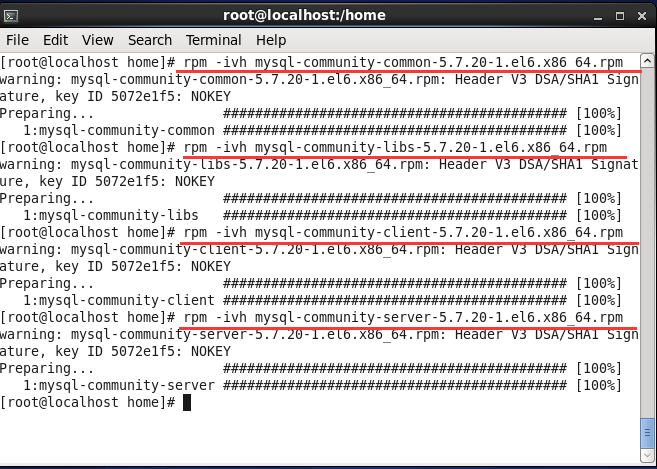 root@localhost:/home
File Edit View Search Terminal Help
[root@localhost home]# rpm -ivh mysql-community-common-5.7.20-1.el6.x86_64.rpm
warning: mysql-community-common-5.7.20-1.el6.x86_64.rpm: Header V3 DSA/SHA1 Sign
ature, key ID 5072e1f5: NOKEY
Preparing... ########################################### [100%]
1:mysql-community-common ########################################### [100%]
[root@localhost home]# rpm -ivh mysql-community-libs-5.7.20-1.el6.x86_64.rpm
warning: mysql-community-libs-5.7.20-1.el6.x86_64.rpm: Header V3 DSA/SHA1 Signat
ure, key ID 5072e1f5: NOKEY
Preparing... ########################################### [100%]
1:mysql-community-libs ########################################### [100%]
[root@localhost home]# rpm -ivh mysql-community-client-5.7.20-1.el6.x86_64.rpm
warning: mysql-community-client-5.7.20-1.el6.x86_64.rpm: Header V3 DSA/SHA1 Sign
ature, key ID 5072e1f5: NOKEY
Preparing... ########################################### [100%]
1:mysql-community-client ########################################### [100%]
[root@localhost home]# rpm -ivh mysql-community-server-5.7.20-1.el6.x86_64.rpm
warning: mysql-community-server-5.7.20-1.el6.x86_64.rpm: Header V3 DSA/SHA1 Sign
ature, key ID 5072e1f5: NOKEY
Preparing... ########################################### [100%]
1:mysql-community-server ########################################### [100%]
[root@localhost home]#